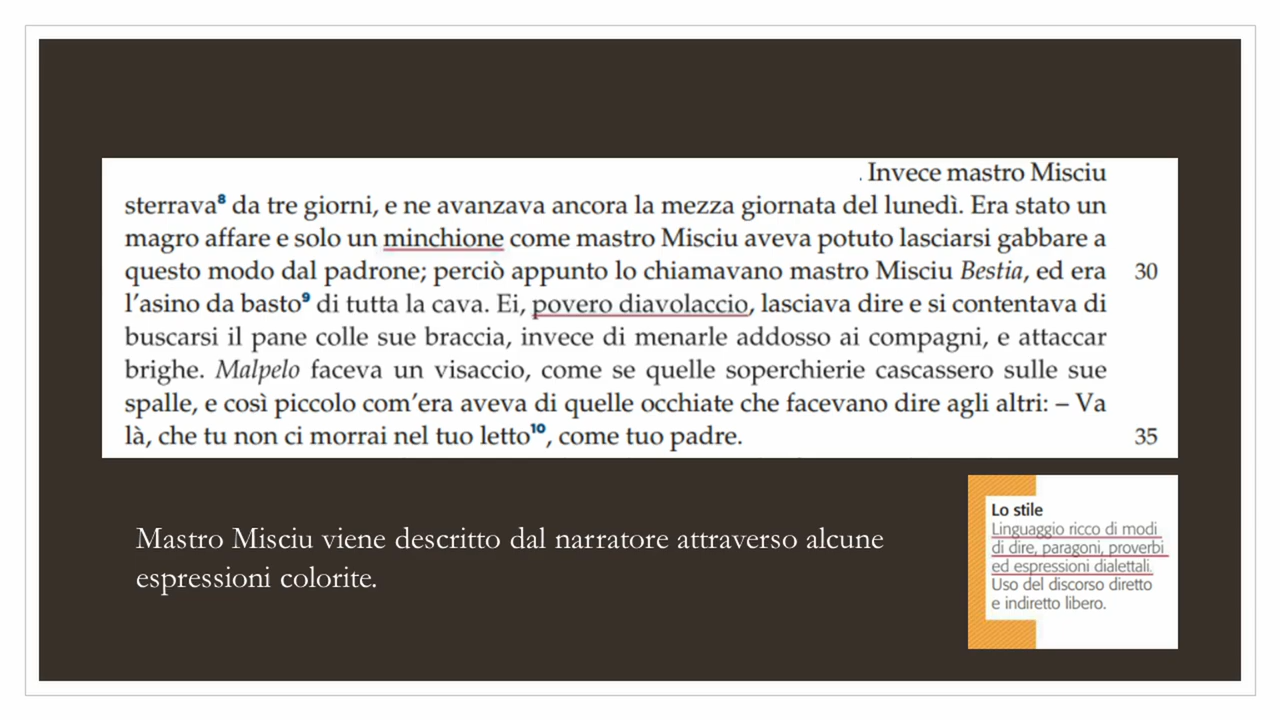 . Invece mastro Misciu
sterrava⁸ da tre giorni, e ne avanzava ancora la mezza giornata del lunedì. Era stato un
magro affare e solo un minchione come mastro Misciu aveva potuto lasciarsi gabbare a
questo modo dal padrone; perciò appunto lo chiamavano mastro Misciu Bestia, ed era 30
l’asino da basto⁹ di tutta la cava. Ei, povero diavolaccio, lasciava dire e si contentava di
buscarsi il pane colle sue braccia, invece di menarle addosso ai compagni, e attaccar
brighe. Malpelo faceva un visaccio, come se quelle soperchierie cascassero sulle sue
spalle, e così piccolo com’era aveva di quelle occhiate che facevano dire agli altri: – Va
là, che tu non ci morrai nel tuo letto¹⁰, come tuo padre. 35
Mastro Misciu viene descritto dal narratore attraverso alcune
espressioni colorite.
Lo stile
Linguaggio ricco di modi
di dire, paragoni, proverbi
ed espressioni dialettali.
Uso del discorso diretto
e indiretto libero.